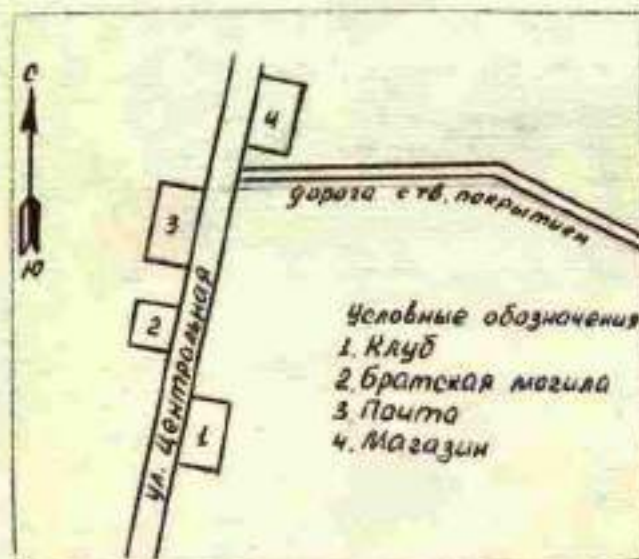 С
4
дорога с тв. покрытием
3
Ю
2
ул. Центральная
1
Условные обозначения
1. Клуб
2. Братская могила
3. Почта
4. Магазин